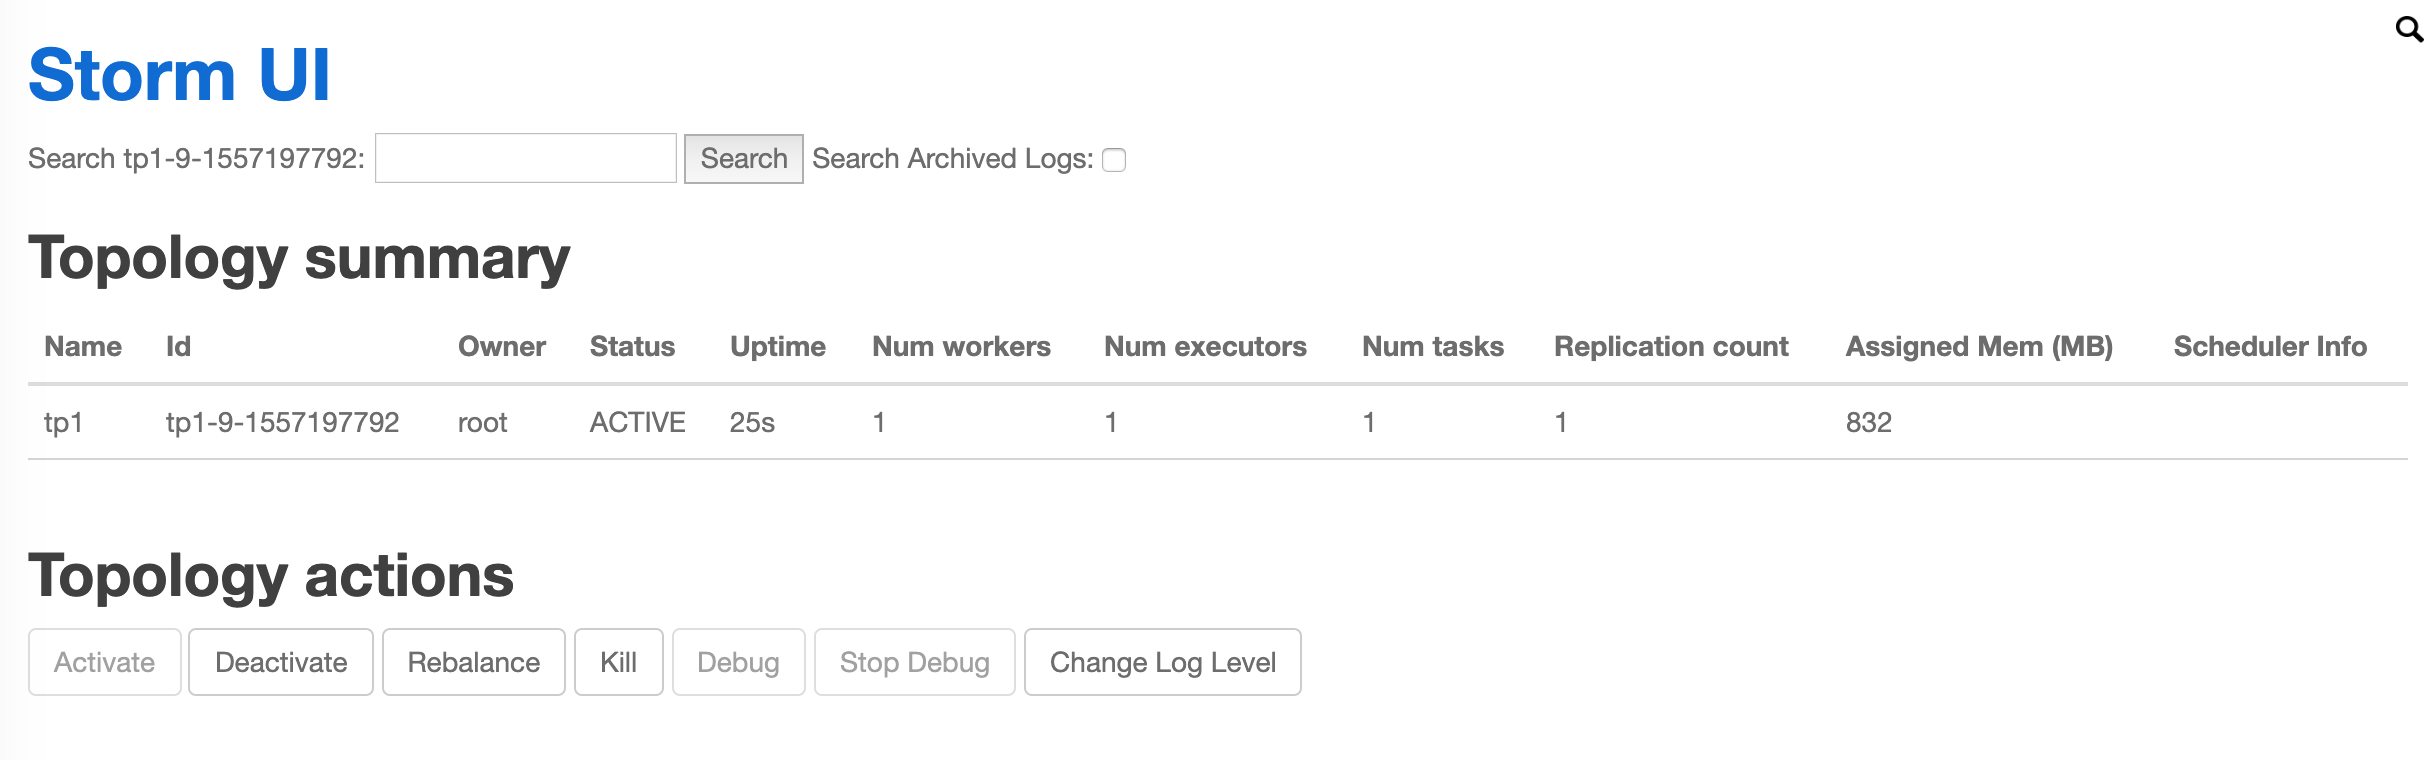 Storm UI
Search tp1-9-1557197792: Search Search Archived Logs:
Topology summary
Name Id Owner Status Uptime Num workers Num executors Num tasks Replication count Assigned Mem (MB) Scheduler Info
tp1 tp1-9-1557197792 root ACTIVE 25s 1 1 1 1 832
Topology actions
Activate Deactivate Rebalance Kill Debug Stop Debug Change Log Level